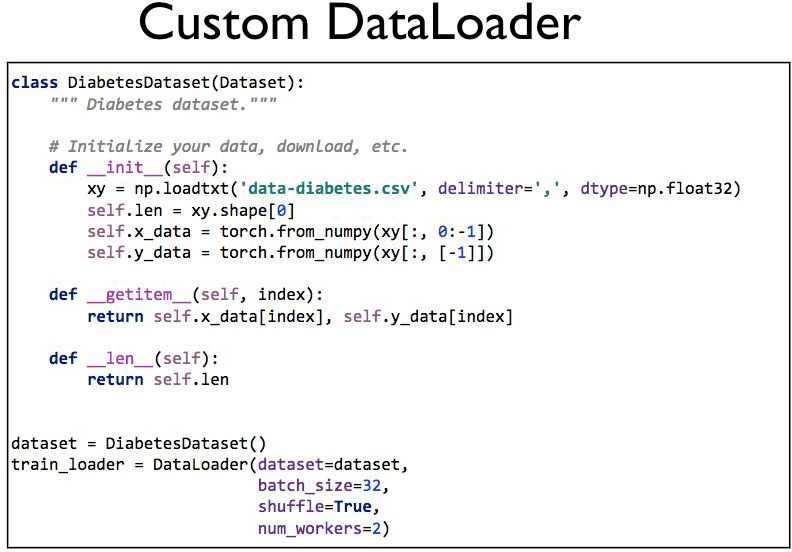 Custom DataLoader
class DiabetesDataset(Dataset):
    """ Diabetes dataset."""
    # Initialize your data, download, etc.
    def __init__(self):
        xy = np.loadtxt('data-diabetes.csv', delimiter=',', dtype=np.float32)
        self.len = xy.shape[0]
        self.x_data = torch.from_numpy(xy[:, 0:-1])
        self.y_data = torch.from_numpy(xy[:, [-1]])
    def __getitem__(self, index):
        return self.x_data[index], self.y_data[index]
    def __len__(self):
        return self.len
dataset = DiabetesDataset()
train_loader = DataLoader(dataset=dataset,
                          batch_size=32,
                          shuffle=True,
                          num_workers=2)